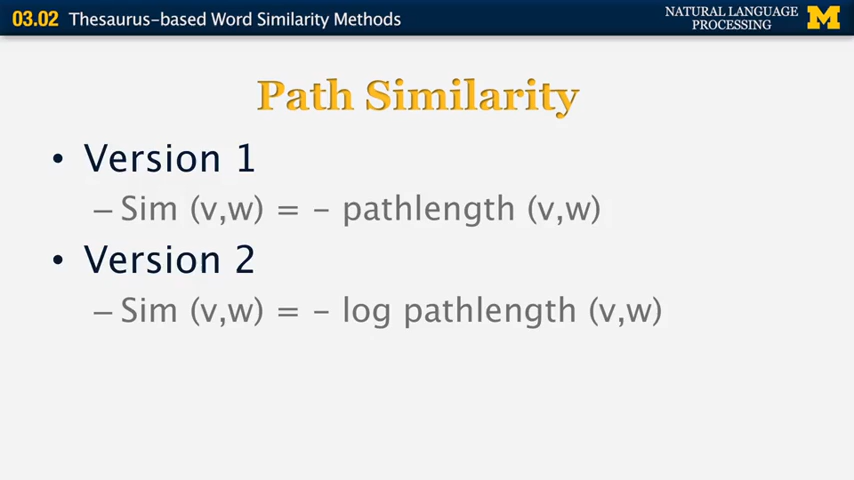 03.02 Thesaurus-based Word Similarity Methods
NATURAL LANGUAGE
PROCESSING
M
Path Similarity
• Version 1
– Sim (v,w) = - pathlength (v,w)
• Version 2
– Sim (v,w) = - log pathlength (v,w)